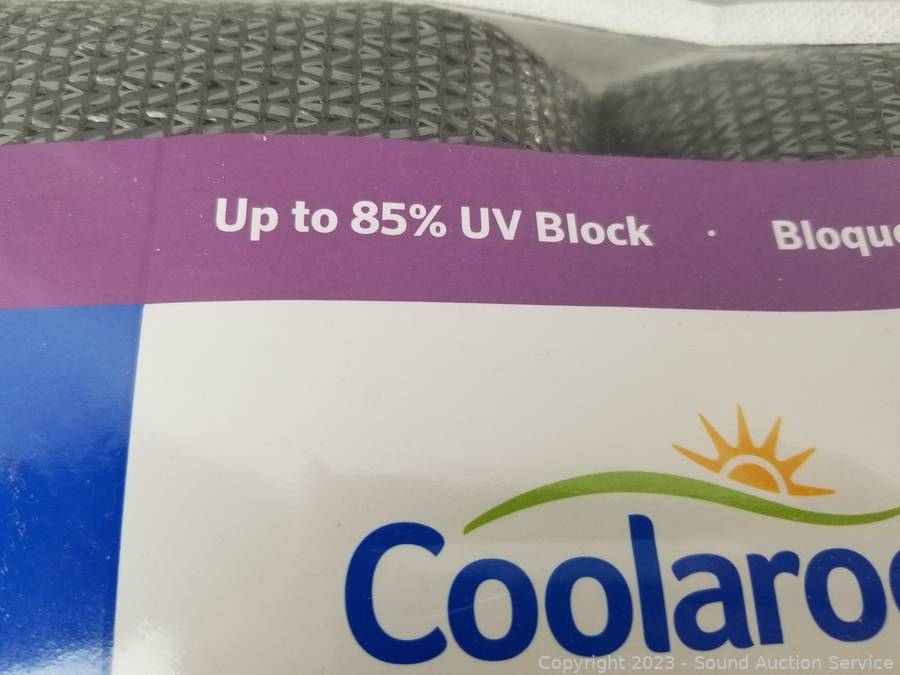 Up to 85% UV Block · Bloque
Coolaroo
Copyright 2023 - Sound Auction Service